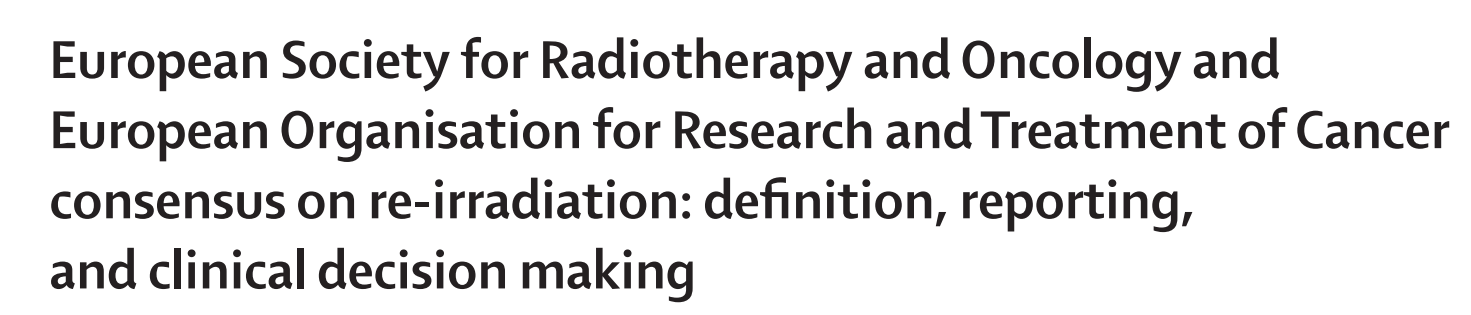 European Society for Radiotherapy and Oncology and
European Organisation for Research and Treatment of Cancer
consensus on re-irradiation: definition, reporting,
and clinical decision making